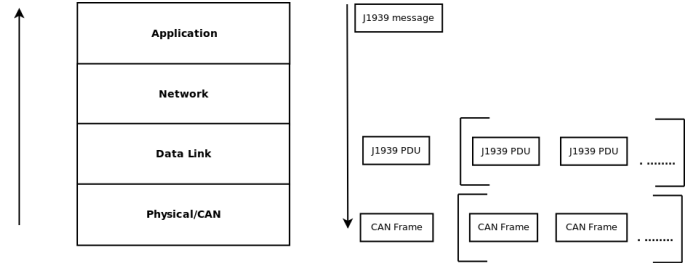 Application
Network
Data Link
Physical/CAN
J1939 message
J1939 PDU
J1939 PDU
J1939 PDU
. ........
CAN Frame
CAN Frame
CAN Frame
. ........